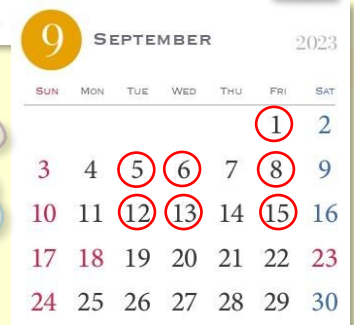 9 SEPTEMBER 2023
SUN MON TUE WED THU FRI SAT
1 2
3 4 5 6 7 8 9
10 11 12 13 14 15 16
17 18 19 20 21 22 23
24 25 26 27 28 29 30